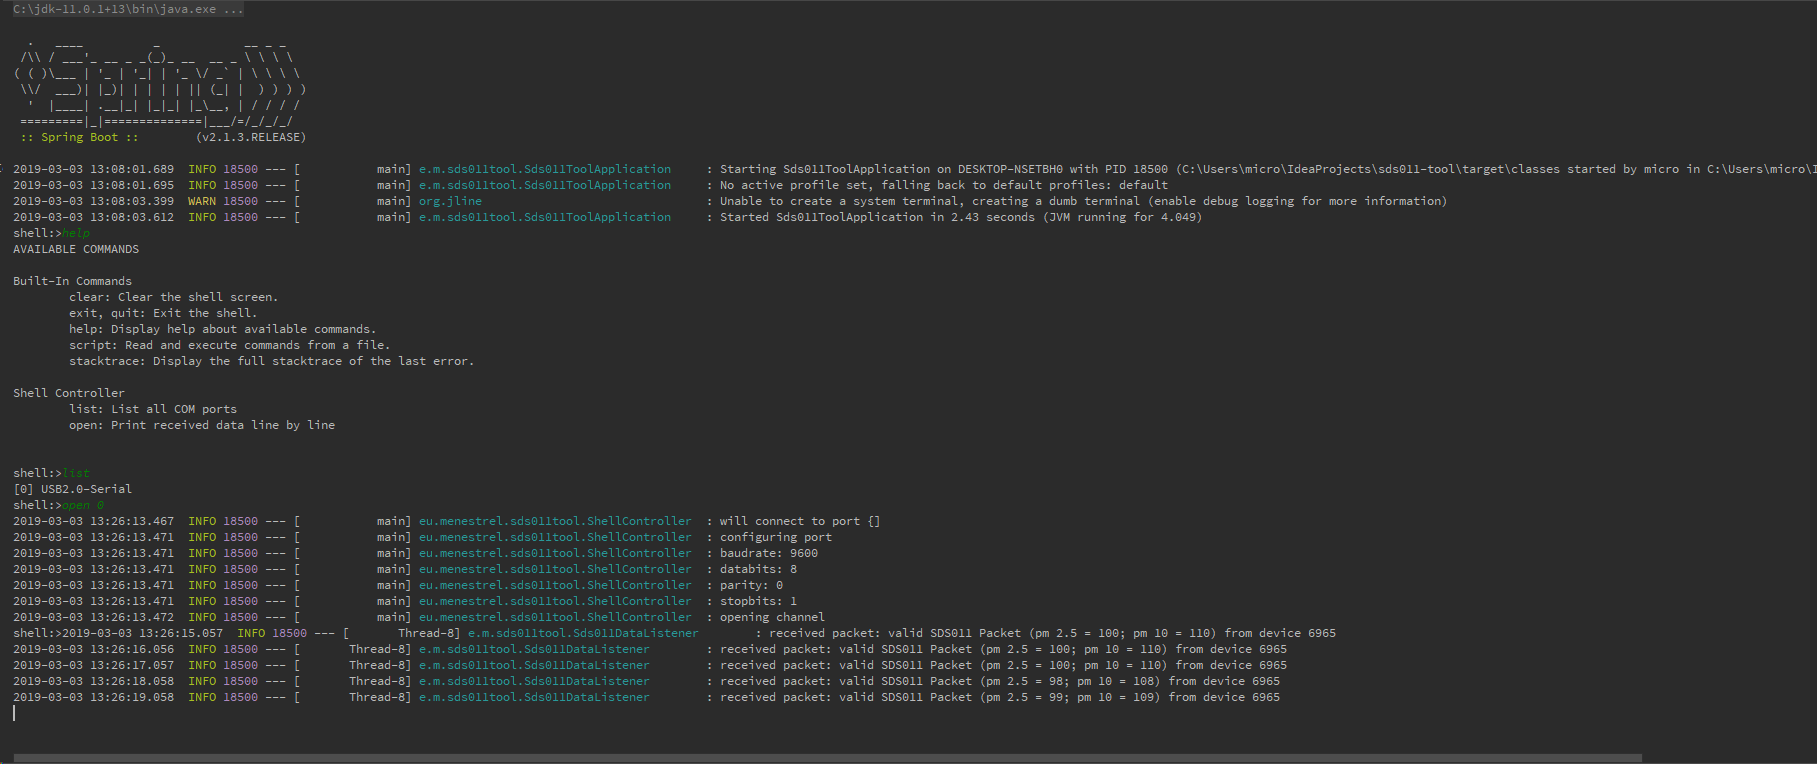 C:\jdk-11.0.1+13\bin\java.exe ...
  .   ____          _            __ _ _
 /\\ / ___'_ __ _ _(_)_ __  __ _ \ \ \ \
( ( )\___ | '_ | '_| | '_ \/ _` | \ \ \ \
 \\/  ___)| |_)| | | | | || (_| |  ) ) ) )
  '  |____| .__|_| |_|_| |_\__, | / / / /
 =========|_|==============|___/=/_/_/_/
 :: Spring Boot ::        (v2.1.3.RELEASE)
2019-03-03 13:08:01.689  INFO 18500 --- [           main] e.m.sds011tool.Sds011ToolApplication     : Starting Sds011ToolApplication on DESKTOP-NSETBH0 with PID 18500 (C:\Users\micro\IdeaProjects\sds011-tool\target\classes started by micro in C:\Users\micro\I
2019-03-03 13:08:01.695  INFO 18500 --- [           main] e.m.sds011tool.Sds011ToolApplication     : No active profile set, falling back to default profiles: default
2019-03-03 13:08:03.399  WARN 18500 --- [           main] org.jline                                : Unable to create a system terminal, creating a dumb terminal (enable debug logging for more information)
2019-03-03 13:08:03.612  INFO 18500 --- [           main] e.m.sds011tool.Sds011ToolApplication     : Started Sds011ToolApplication in 2.43 seconds (JVM running for 4.049)
shell:>help
AVAILABLE COMMANDS
Built-In Commands
        clear: Clear the shell screen.
        exit, quit: Exit the shell.
        help: Display help about available commands.
        script: Read and execute commands from a file.
        stacktrace: Display the full stacktrace of the last error.
Shell Controller
        list: List all COM ports
        open: Print received data line by line
shell:>list
[0] USB2.0-Serial
shell:>open 0
2019-03-03 13:26:13.467  INFO 18500 --- [           main] eu.menestrel.sds011tool.ShellController  : will connect to port {}
2019-03-03 13:26:13.471  INFO 18500 --- [           main] eu.menestrel.sds011tool.ShellController  : configuring port
2019-03-03 13:26:13.471  INFO 18500 --- [           main] eu.menestrel.sds011tool.ShellController  : baudrate: 9600
2019-03-03 13:26:13.471  INFO 18500 --- [           main] eu.menestrel.sds011tool.ShellController  : databits: 8
2019-03-03 13:26:13.471  INFO 18500 --- [           main] eu.menestrel.sds011tool.ShellController  : parity: 0
2019-03-03 13:26:13.471  INFO 18500 --- [           main] eu.menestrel.sds011tool.ShellController  : stopbits: 1
2019-03-03 13:26:13.472  INFO 18500 --- [           main] eu.menestrel.sds011tool.ShellController  : opening channel
shell:>2019-03-03 13:26:15.057  INFO 18500 --- [       Thread-8] e.m.sds011tool.Sds011DataListener        : received packet: valid SDS011 Packet (pm 2.5 = 100; pm 10 = 110) from device 6965
2019-03-03 13:26:16.056  INFO 18500 --- [       Thread-8] e.m.sds011tool.Sds011DataListener        : received packet: valid SDS011 Packet (pm 2.5 = 100; pm 10 = 110) from device 6965
2019-03-03 13:26:17.057  INFO 18500 --- [       Thread-8] e.m.sds011tool.Sds011DataListener        : received packet: valid SDS011 Packet (pm 2.5 = 100; pm 10 = 110) from device 6965
2019-03-03 13:26:18.058  INFO 18500 --- [       Thread-8] e.m.sds011tool.Sds011DataListener        : received packet: valid SDS011 Packet (pm 2.5 = 98; pm 10 = 108) from device 6965
2019-03-03 13:26:19.058  INFO 18500 --- [       Thread-8] e.m.sds011tool.Sds011DataListener        : received packet: valid SDS011 Packet (pm 2.5 = 99; pm 10 = 109) from device 6965